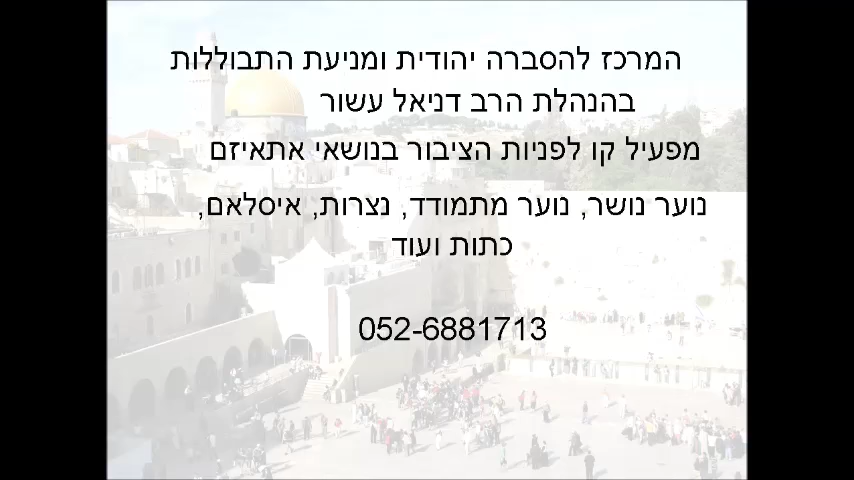 המרכז להסברה יהודית ומניעת התבוללות
בהנהלת הרב דניאל עשור
מפעיל קו לפניות הציבור בנושאי אתאיזם
נוער נושר, נוער מתמודד, נצרות, איסלאם,
כתות ועוד
052-6881713